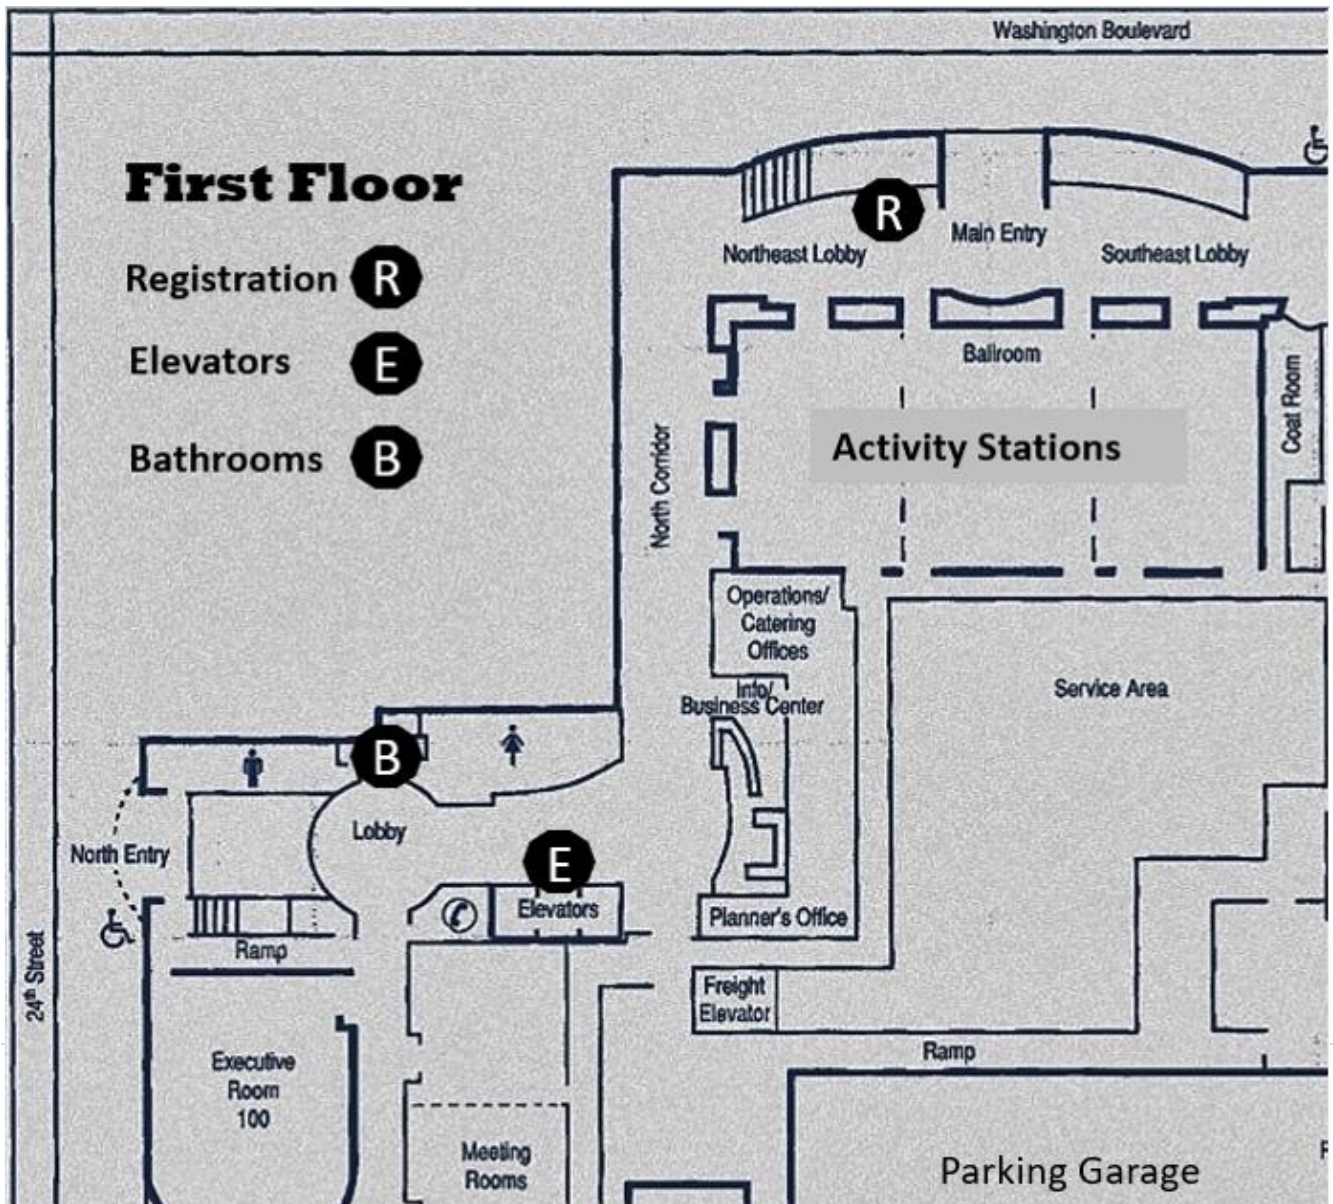 Washington Boulevard
First Floor
Registration R
Elevators E
Bathrooms B
R
Main Entry
Northeast Lobby
Southeast Lobby
Ballroom
Coat Room
Activity Stations
North Corridor
Operations/
Catering
Offices
Info/
Business Center
Service Area
B
Lobby
North Entry
E
Elevators
Planner's Office
Ramp
24th Street
Freight
Elevator
Ramp
Executive
Room
100
Meeting
Rooms
Parking Garage